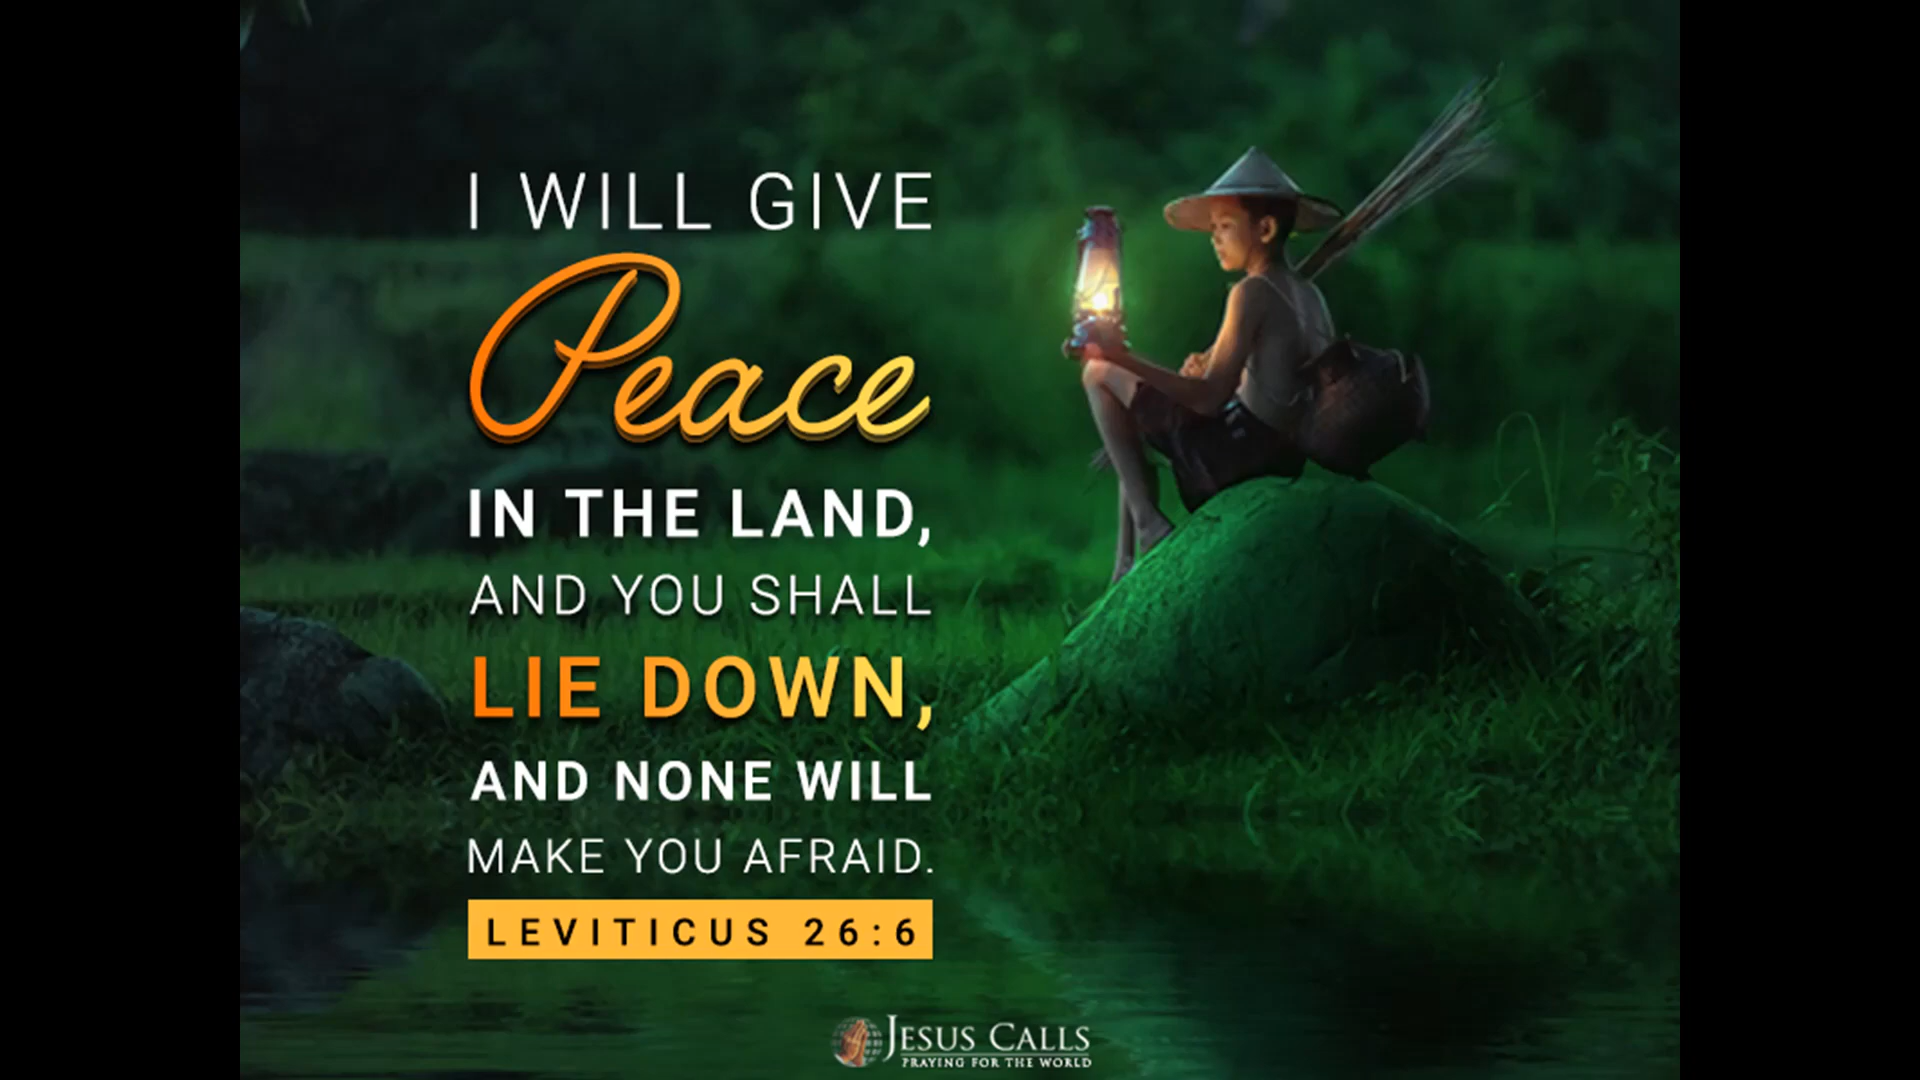 I WILL GIVE
Peace
IN THE LAND,
AND YOU SHALL
LIE DOWN,
AND NONE WILL
MAKE YOU AFRAID.
LEVITICUS 26:6
JESUS CALLS
PRAYING FOR THE WORLD